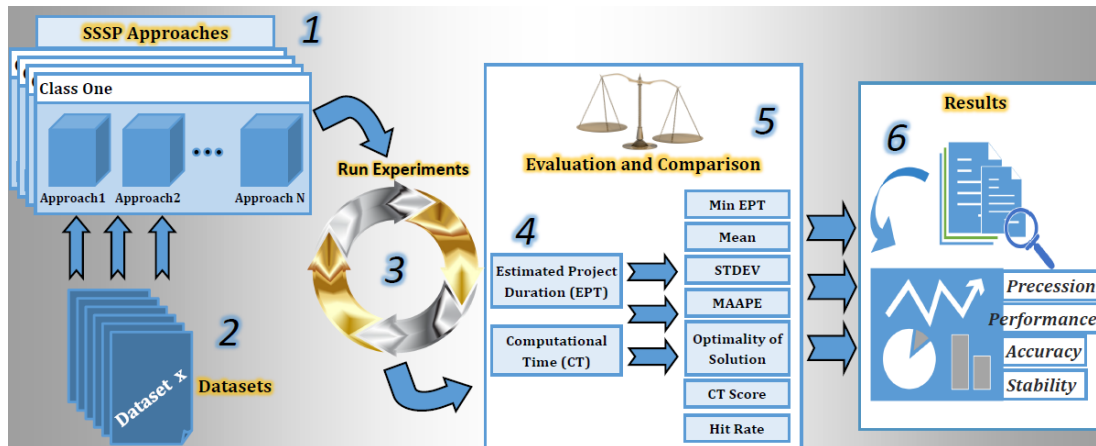 SSSP Approaches
1
Class One
Approach1
Approach2
Approach N
2
Datasets
Dataset x
Run Experiments
3
4
Estimated Project
Duration (EPT)
Computational
Time (CT)
5
Evaluation and Comparison
Min EPT
Mean
STDEV
MAAPE
Optimality of
Solution
CT Score
Hit Rate
Results
6
Precession
Performance
Accuracy
Stability